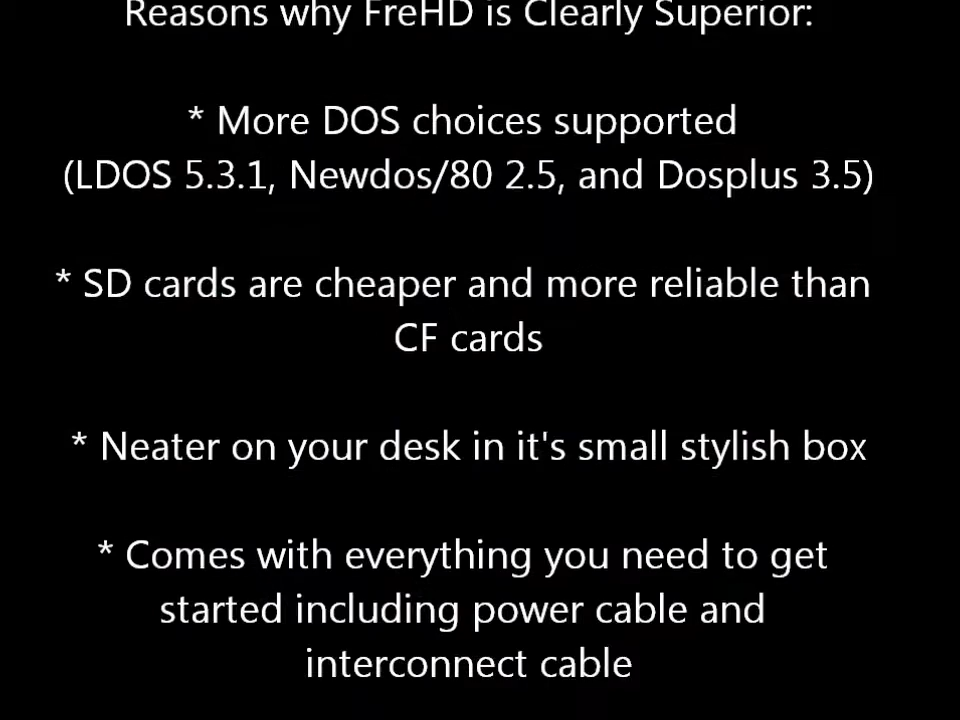 Reasons why FreHD is Clearly Superior:
* More DOS choices supported
(LDOS 5.3.1, Newdos/80 2.5, and Dosplus 3.5)
* SD cards are cheaper and more reliable than
CF cards
* Neater on your desk in it's small stylish box
* Comes with everything you need to get
started including power cable and
interconnect cable